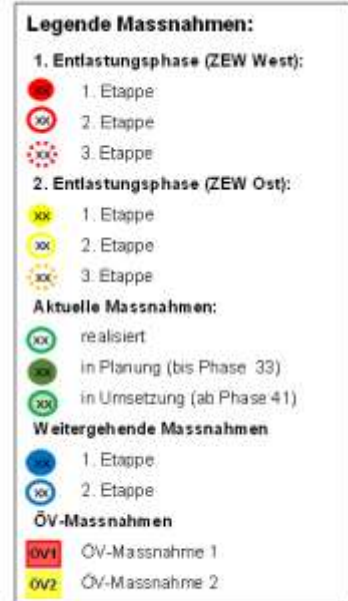 Legende Massnahmen:
1. Entlastungsphase (ZEW West):
xx 1. Etappe
xx 2. Etappe
xx 3. Etappe
2. Entlastungsphase (ZEW Ost):
xx 1. Etappe
xx 2. Etappe
xx 3. Etappe
Aktuelle Massnahmen:
xx realisiert
xx in Planung (bis Phase 33)
xx in Umsetzung (ab Phase 41)
Weitergehende Massnahmen
xx 1. Etappe
xx 2. Etappe
ÖV-Massnahmen
ÖV1 ÖV-Massnahme 1
ÖV2 ÖV-Massnahme 2